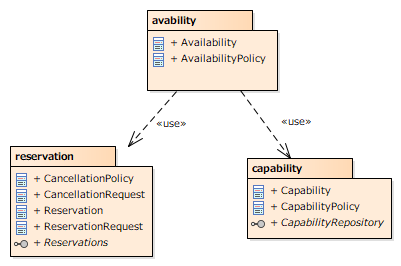 avability
+ Availability
+ AvailabilityPolicy
«use»
«use»
reservation
+ CancellationPolicy
+ CancellationRequest
+ Reservation
+ ReservationRequest
+ Reservations
capability
+ Capability
+ CapabilityPolicy
+ CapabilityRepository